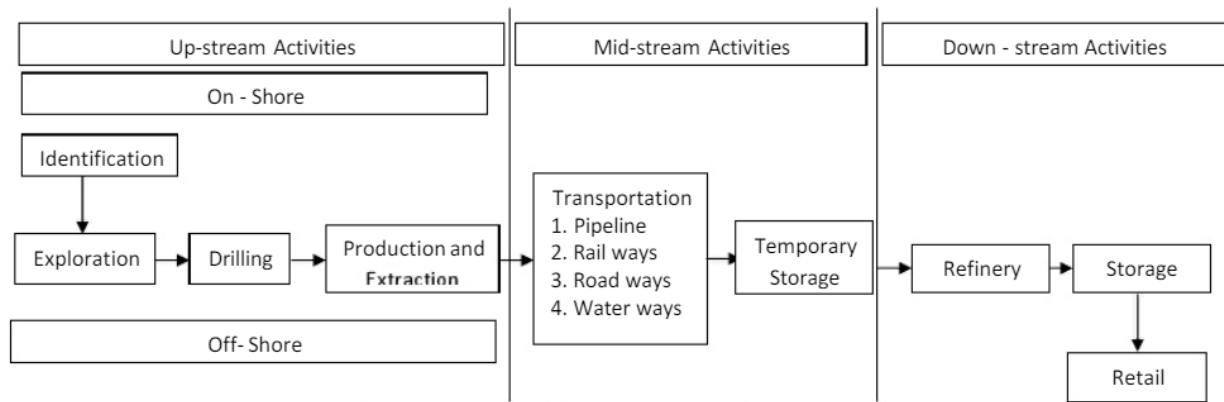 Up-stream Activities
Mid-stream Activities
Down - stream Activities
On - Shore
Identification
Exploration
Drilling
Production and
Extraction
Transportation
1. Pipeline
2. Rail ways
3. Road ways
4. Water ways
Temporary
Storage
Refinery
Storage
Retail
Off- Shore